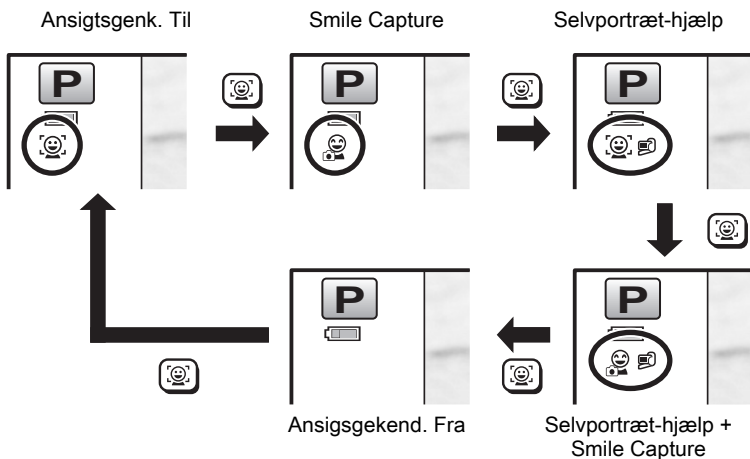 Ansigtsgenk. Til
Smile Capture
Selvportræt-hjælp
P
P
P
P
P
Ansigsgekend. Fra
Selvportræt-hjælp +
Smile Capture